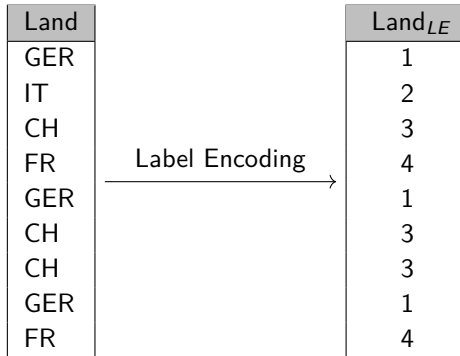 Land Land_LE
GER 1
IT 2
CH 3
FR 4
Label Encoding
GER 1
CH 3
CH 3
GER 1
FR 4